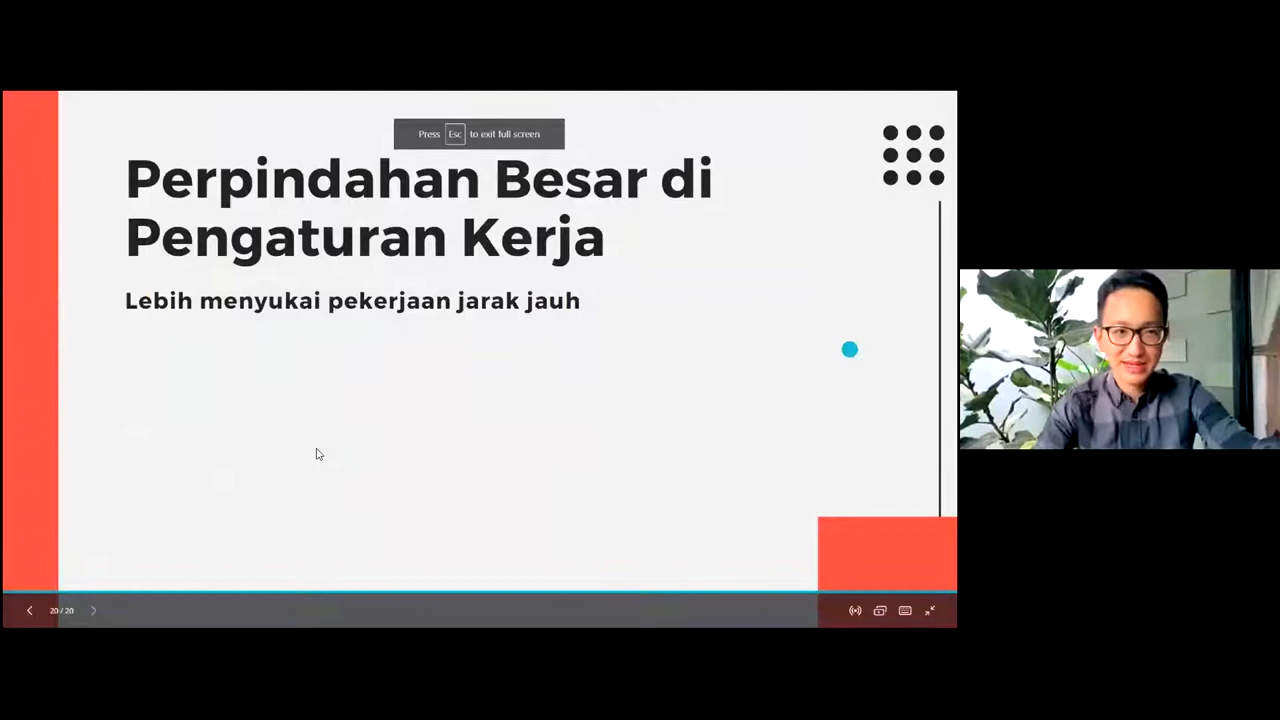 Press Esc to exit full screen
Perpindahan Besar di
Pengaturan Kerja
Lebih menyukai pekerjaan jarak jauh
20 / 20